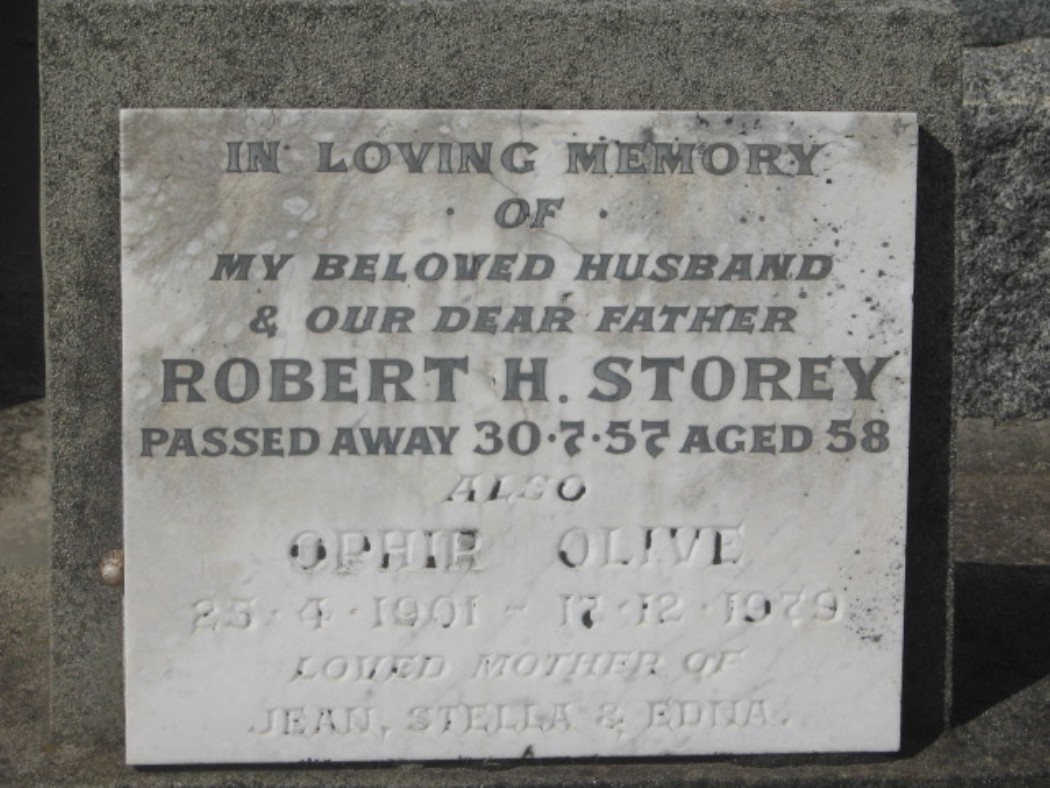 IN LOVING MEMORY
· OF ·
MY BELOVED HUSBAND
& OUR DEAR FATHER
ROBERT H. STOREY
PASSED AWAY 30·7·57 AGED 58
ALSO
OPHIR OLIVE
25·4·1901 - 17·12·1979
LOVED MOTHER OF
JEAN, STELLA & EDNA.